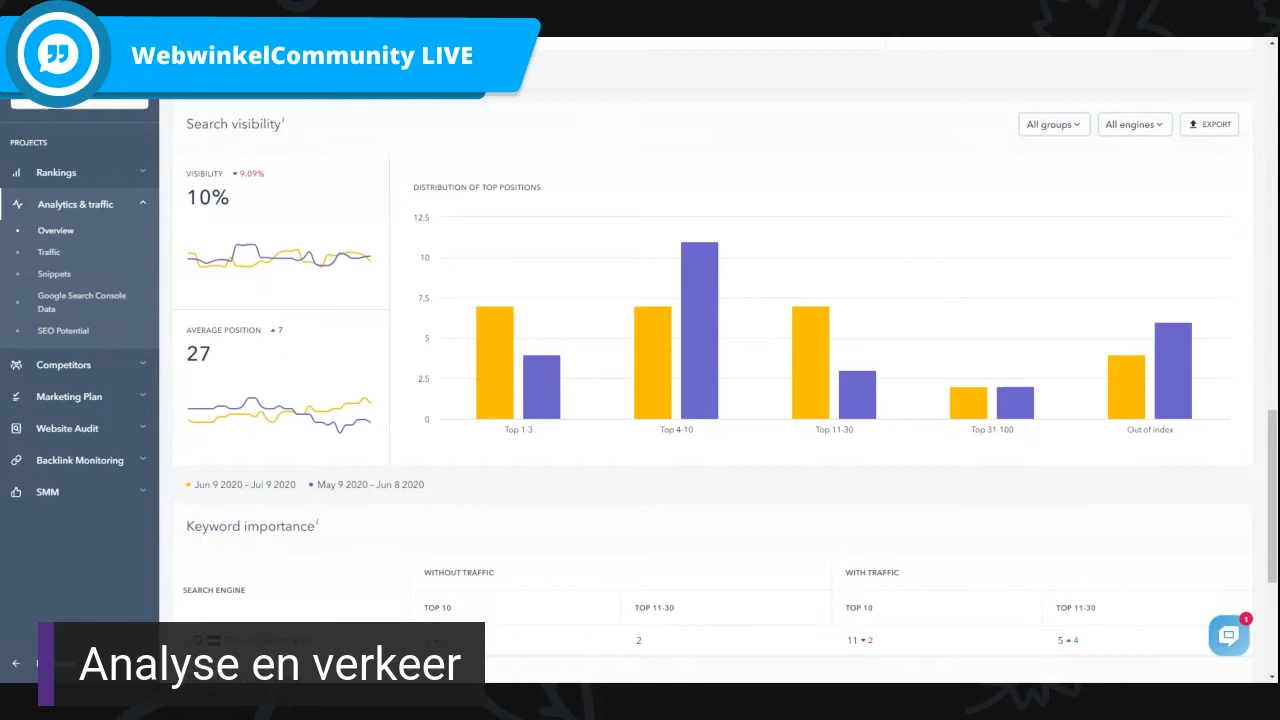 WebwinkelCommunity LIVE
PROJECTS
Rankings
Analytics & traffic
Overview
Traffic
Snippets
Google Search Console
Data
SEO Potential
Competitors
Marketing Plan
Website Audit
Backlink Monitoring
SMM
Search visibility i
All groups
All engines
EXPORT
VISIBILITY 9.09%
10%
AVERAGE POSITION 7
27
DISTRIBUTION OF TOP POSITIONS
12.5
10
7.5
5
2.5
0
Top 1-3
Top 4-10
Top 11-30
Top 31-100
Out of index
Jun 9 2020 - Jul 9 2020
May 9 2020 - Jun 8 2020
Keyword importance i
SEARCH ENGINE
WITHOUT TRAFFIC
WITH TRAFFIC
TOP 10
TOP 11-30
TOP 10
TOP 11-30
2
11 2
5 4
1
Analyse en verkeer